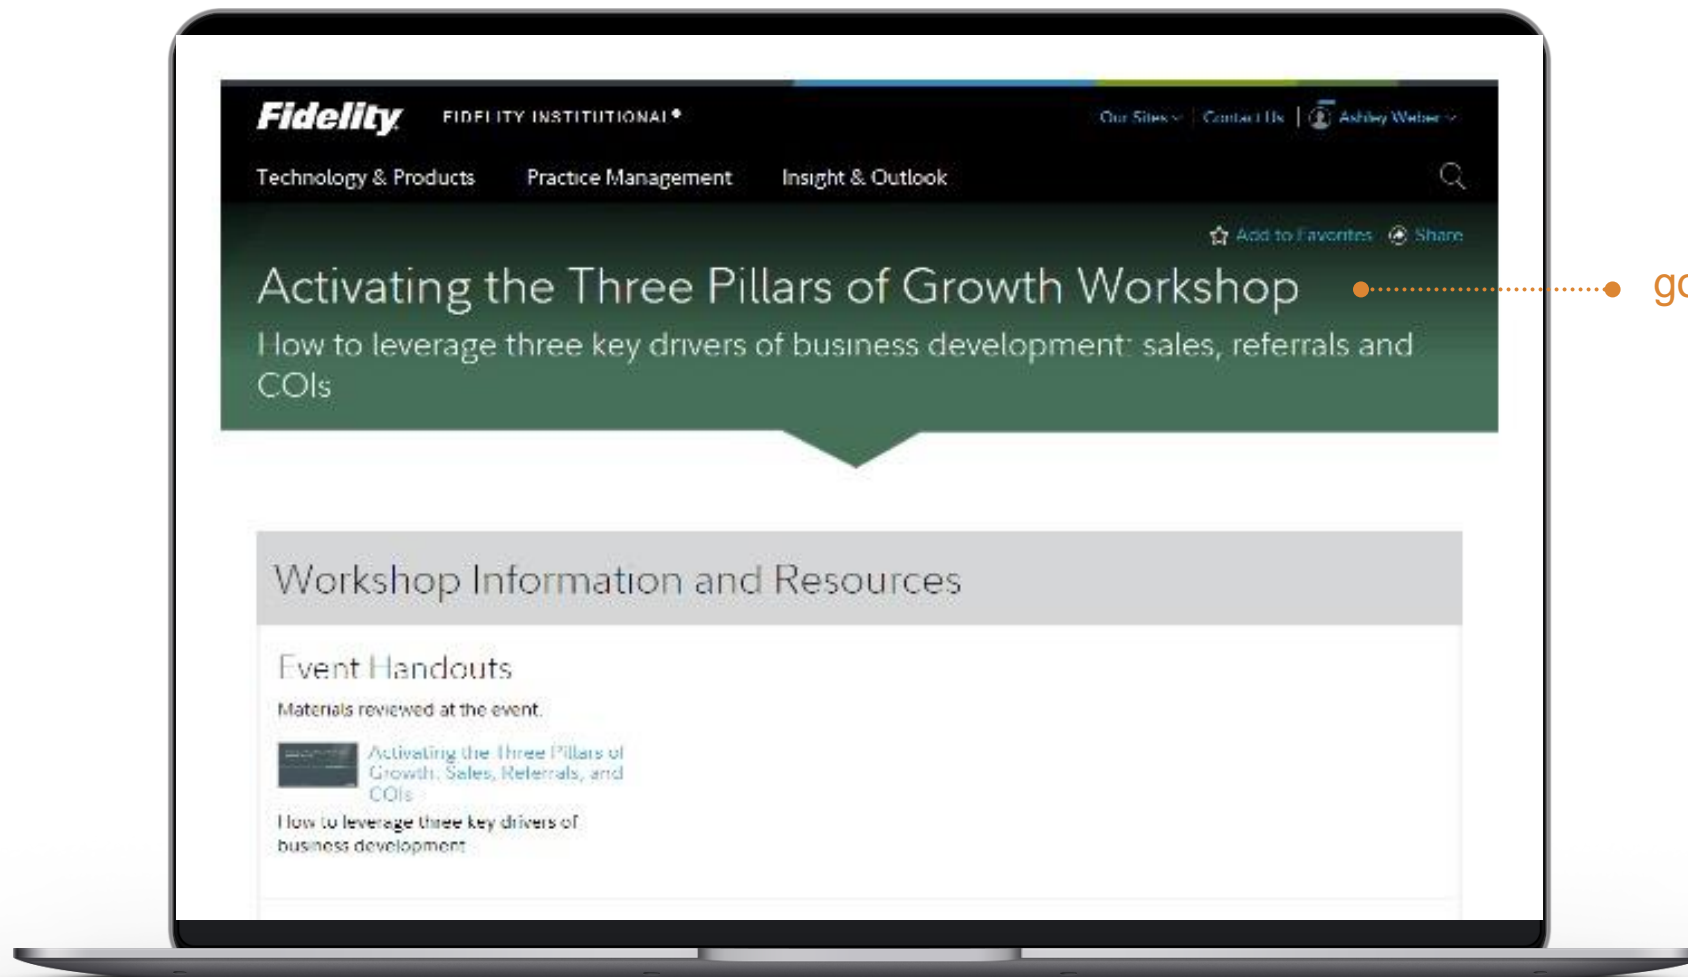 Fidelity FIDELITY INSTITUTIONAL® Our Sites Contact Us Ashley Weber
Technology & Products Practice Management Insight & Outlook
Add to Favorites Share
Activating the Three Pillars of Growth Workshop
go
How to leverage three key drivers of business development: sales, referrals and
COIs
Workshop Information and Resources
Event Handouts
Materials reviewed at the event.
Activating the Three Pillars of
Growth: Sales, Referrals, and
COIs
How to leverage three key drivers of
business development